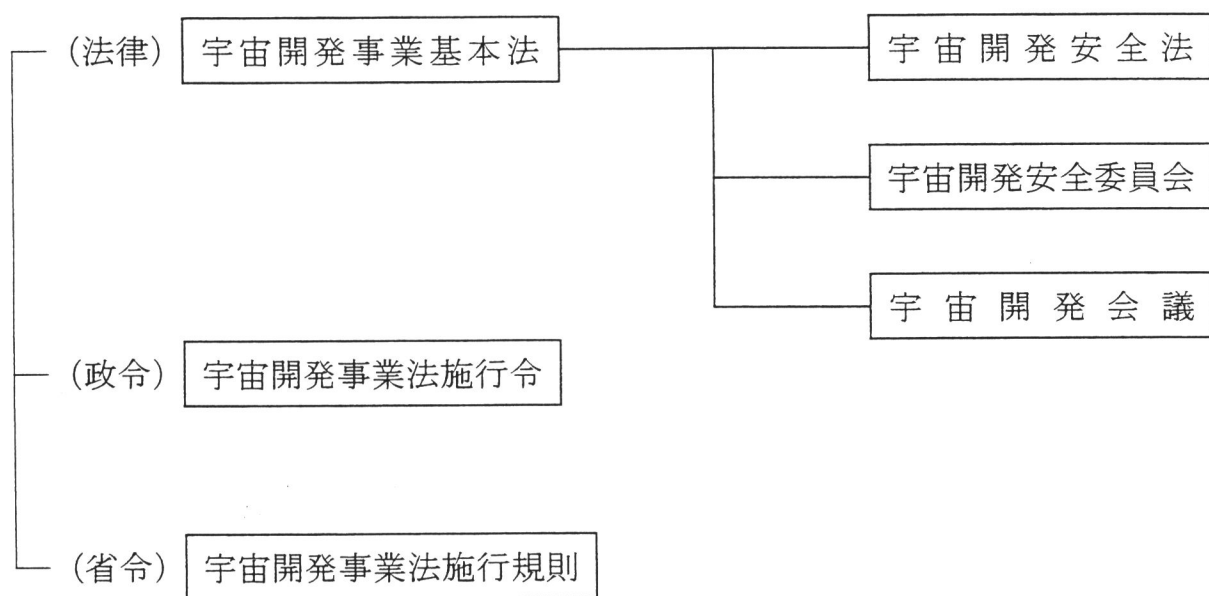 (法律) 宇宙開発事業基本法
宇宙開発安全法
宇宙開発安全委員会
宇宙開発会議
(政令) 宇宙開発事業法施行令
(省令) 宇宙開発事業法施行規則